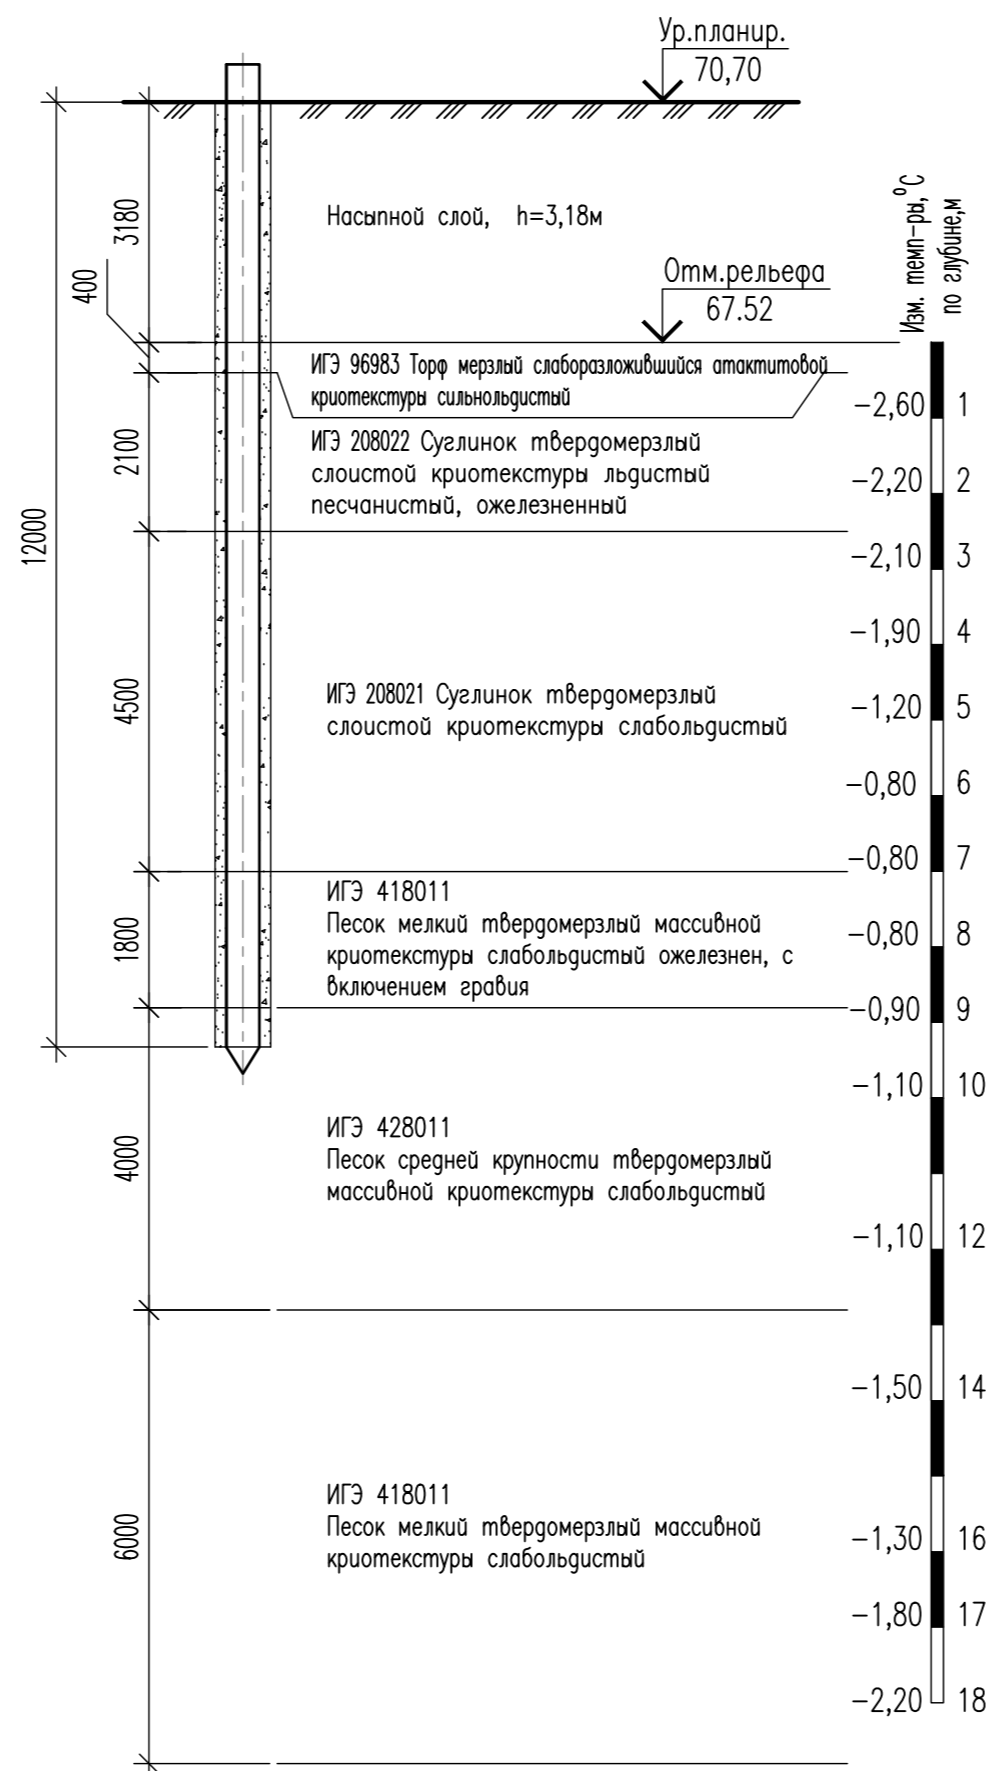 Ур.планир.
70,70
3180
Насыпной слой, h=3,18м
Изм. темп-ры,°С
по глубине,м
400
Отм.рельефа
67.52
ИГЭ 96983 Торф мерзлый слаборазложившийся атактитовой
криотекстуры сильнольдистый
-2,60 1
2100
ИГЭ 208022 Суглинок твердомерзлый
слоистой криотекстуры льдистый
песчанистый, ожелезненный
-2,20 2
12000
-2,10 3
-1,90 4
4500
ИГЭ 208021 Суглинок твердомерзлый
слоистой криотекстуры слабольдистый
-1,20 5
-0,80 6
-0,80 7
1800
ИГЭ 418011
Песок мелкий твердомерзлый массивной
криотекстуры слабольдистый ожелезнен, с
включением гравия
-0,80 8
-0,90 9
-1,10 10
4000
ИГЭ 428011
Песок средней крупности твердомерзлый
массивной криотекстуры слабольдистый
-1,10 12
-1,50 14
6000
ИГЭ 418011
Песок мелкий твердомерзлый массивной
криотекстуры слабольдистый
-1,30 16
-1,80 17
-2,20 18